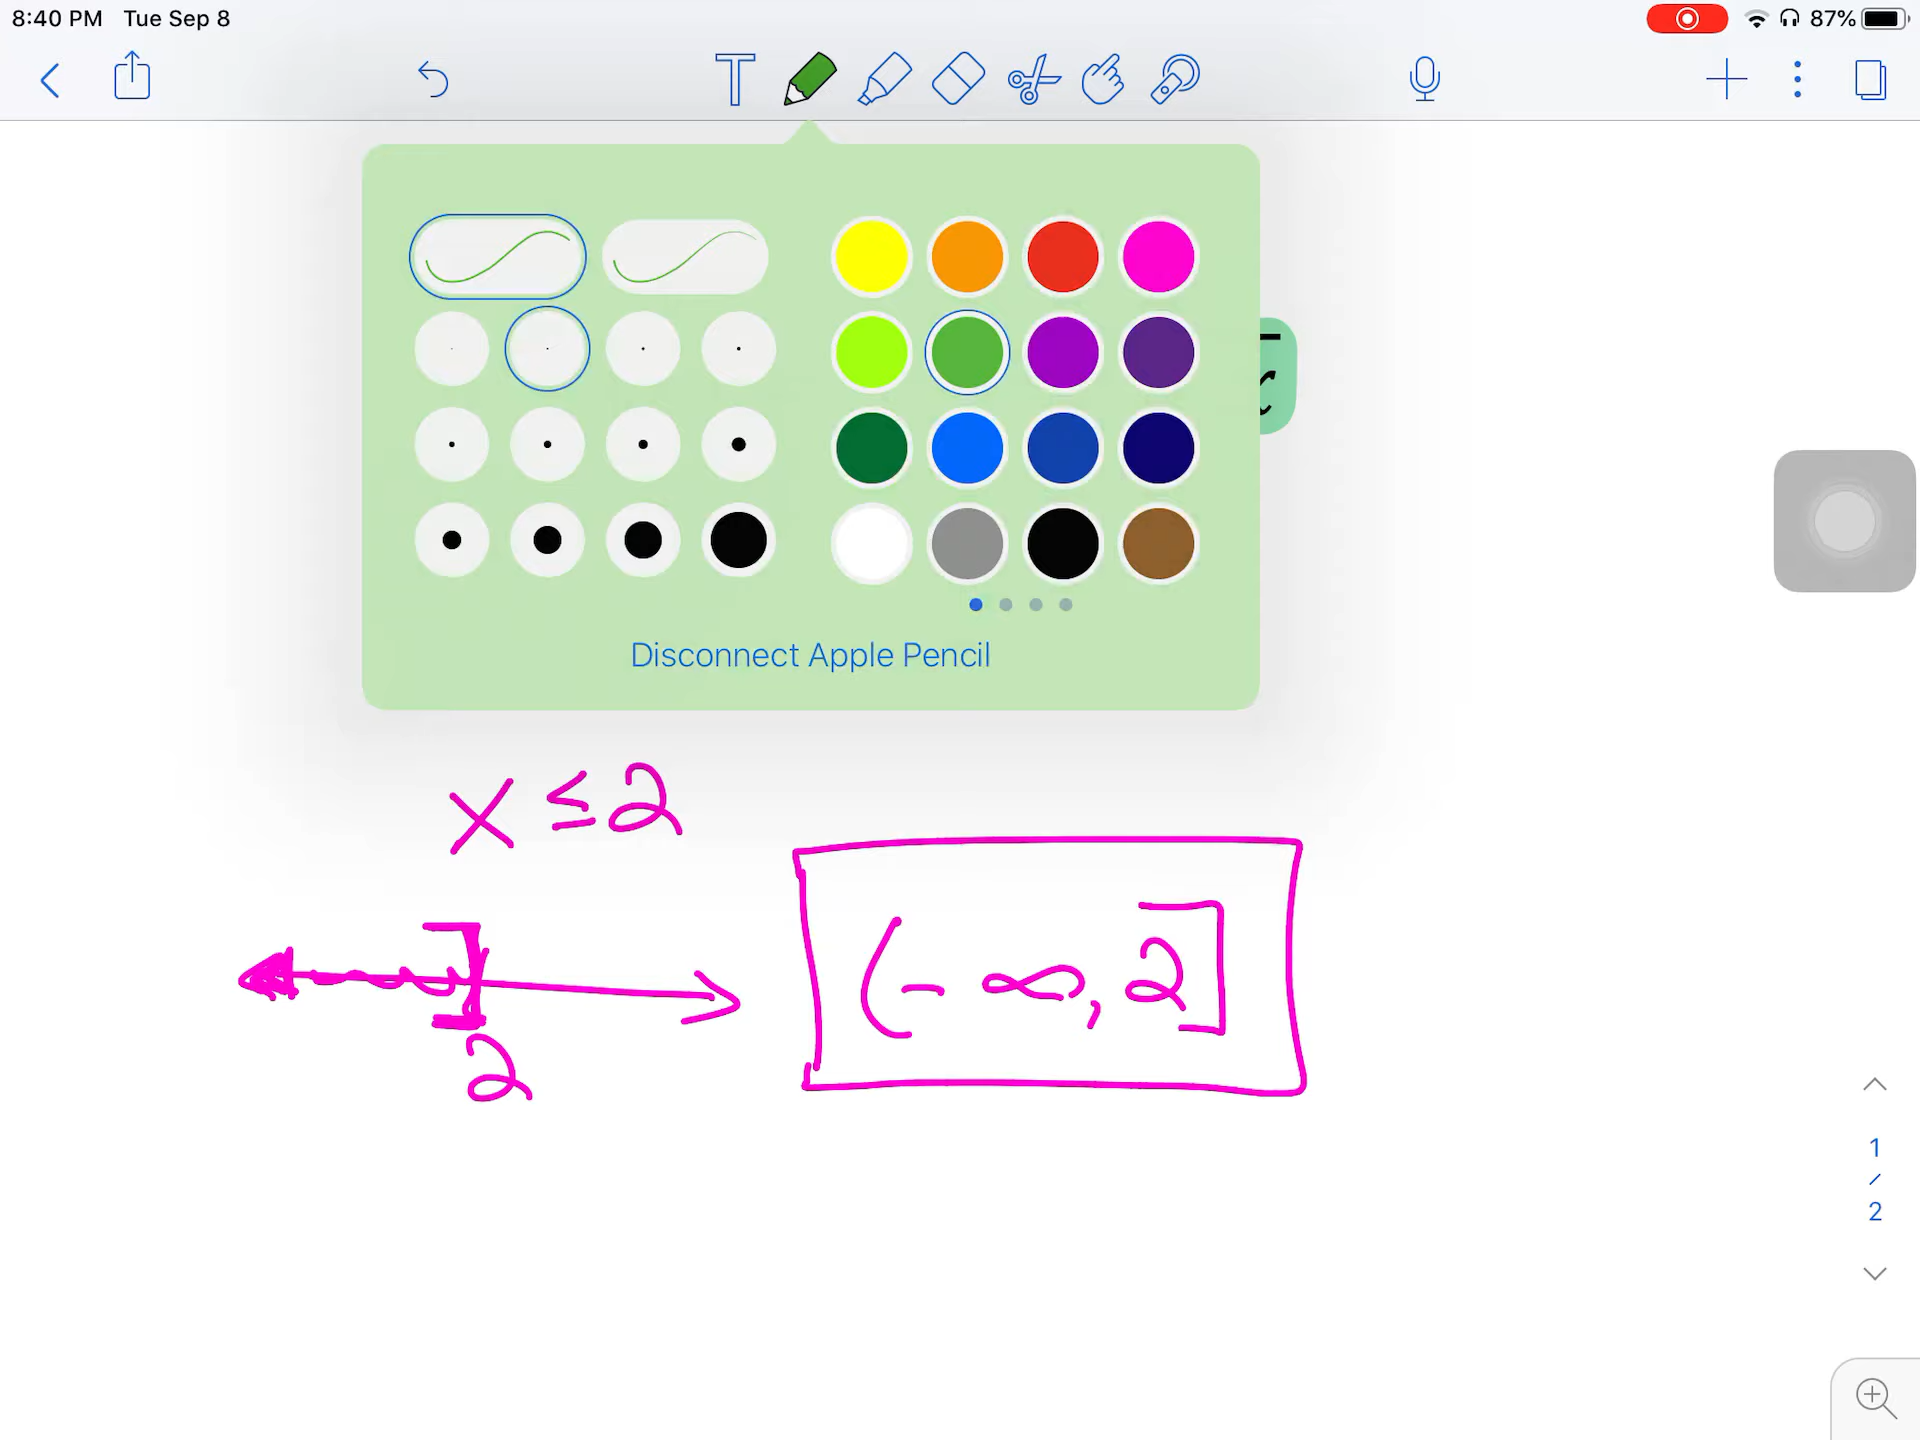 8:40 PM Tue Sep 8 87%
T
Disconnect Apple Pencil
x ≤ 2
2
(-∞, 2]
1
/
2